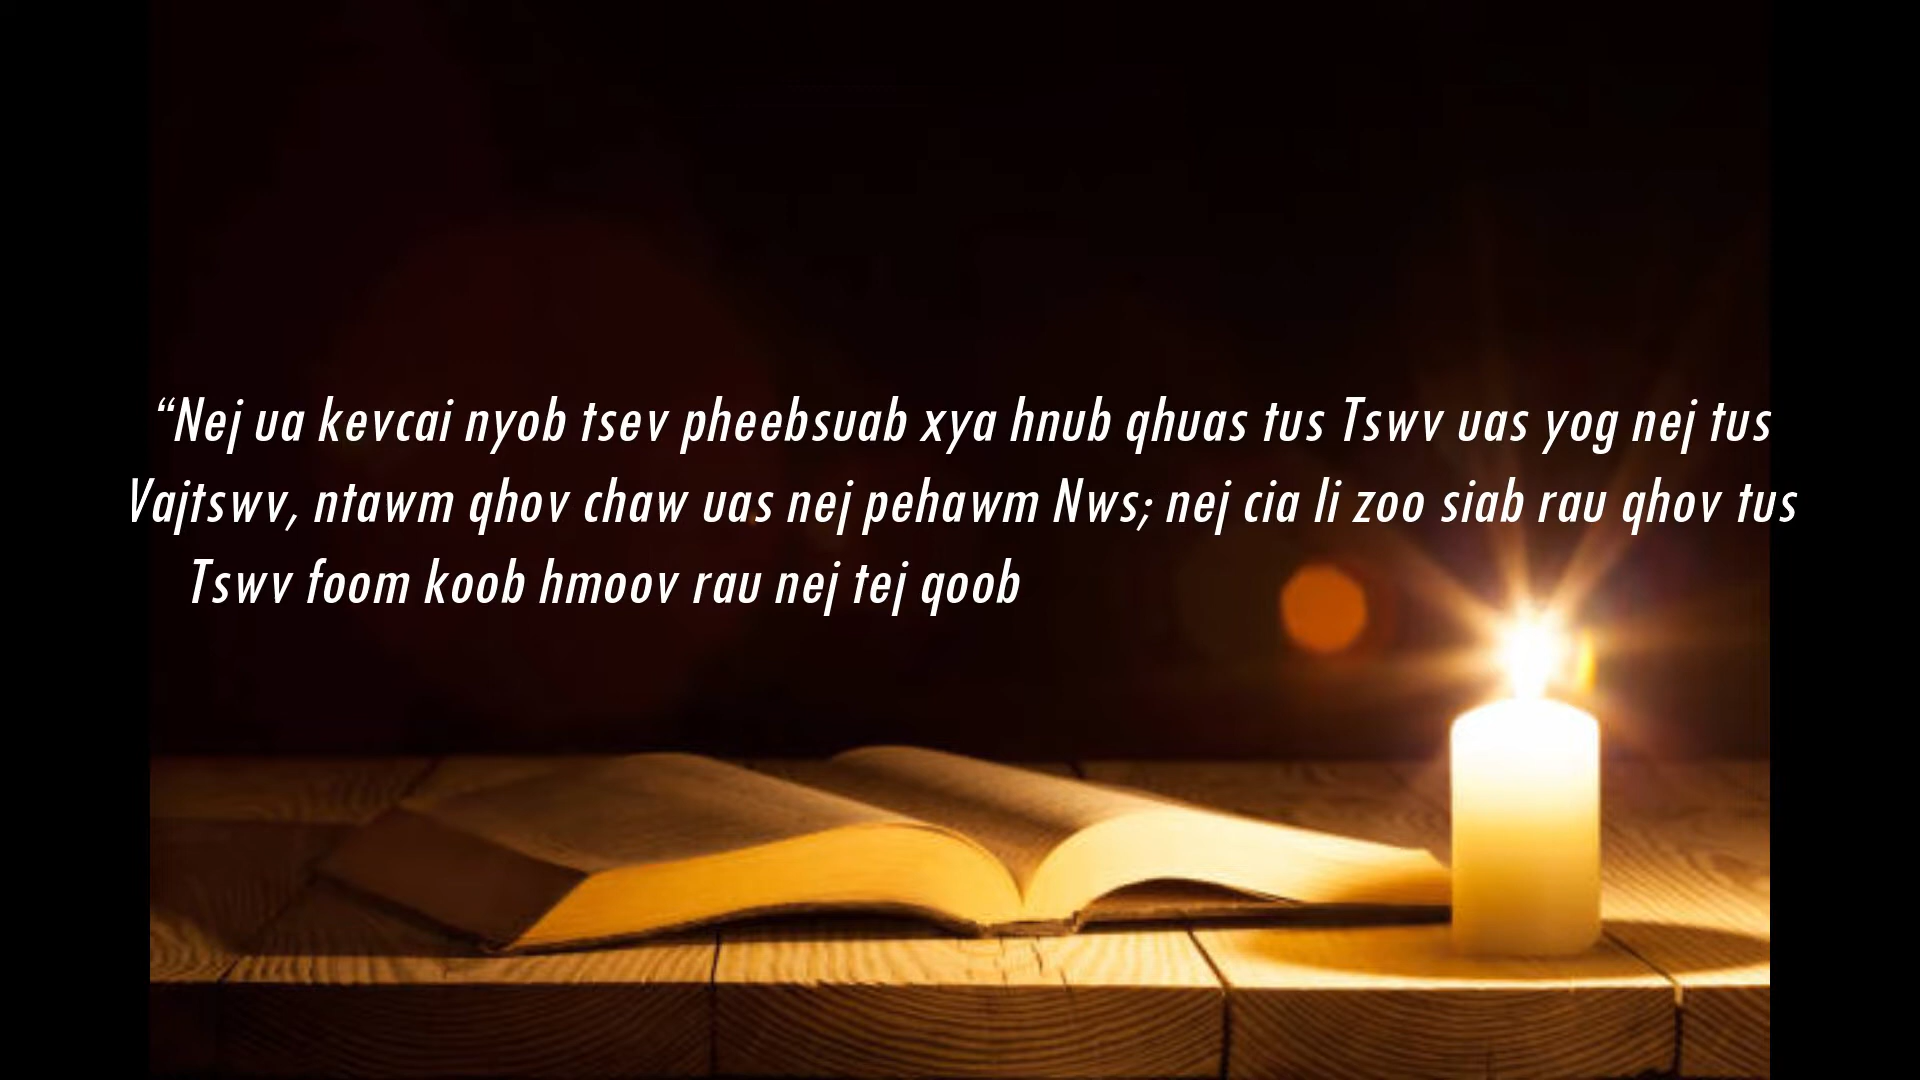 “Nej ua kevcai nyob tsev pheebsuab xya hnub qhuas tus Tswv uas yog nej tus
Vajtswv, ntawm qhov chaw uas nej pehawm Nws; nej cia li zoo siab rau qhov tus
Tswv foom koob hmoov rau nej tej qoob